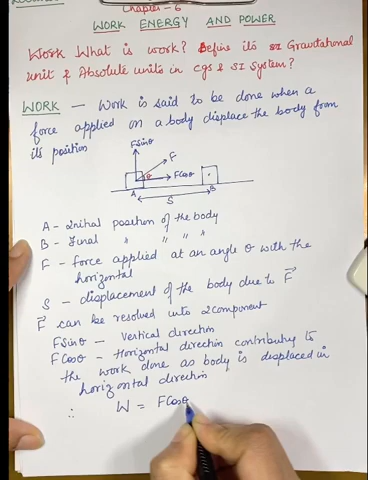 Chapter - 6
WORK ENERGY AND POWER
Work What is work? Define its Gravitational
unit & Absolute units in cgs & SI System?
WORK - Work is said to be done when a
force applied on a body displace the body from
its position
Fsinθ
F
θ
Fcosθ
A
B
S
A - Initial position of the body
B - Final " " " "
F - force applied at an angle θ with the
horizontal
S - displacement of the body due to F⃗
F⃗ can be resolved into 2 component
Fsinθ - Vertical direction
Fcosθ - Horizontal direction contributing to
the work done as body is displaced in
horizontal direction
∴ W = Fcosθ